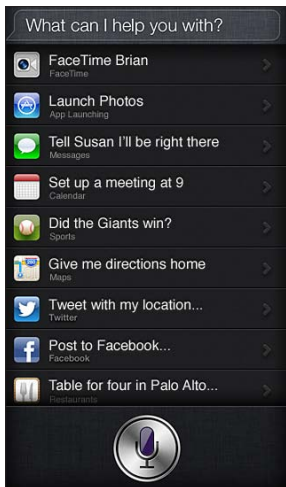 What can I help you with?
FaceTime Brian
FaceTime
Launch Photos
App Launching
Tell Susan I'll be right there
Messages
Set up a meeting at 9
Calendar
Did the Giants win?
Sports
Give me directions home
Maps
Tweet with my location...
Twitter
Post to Facebook...
Facebook
Table for four in Palo Alto...
Restaurants